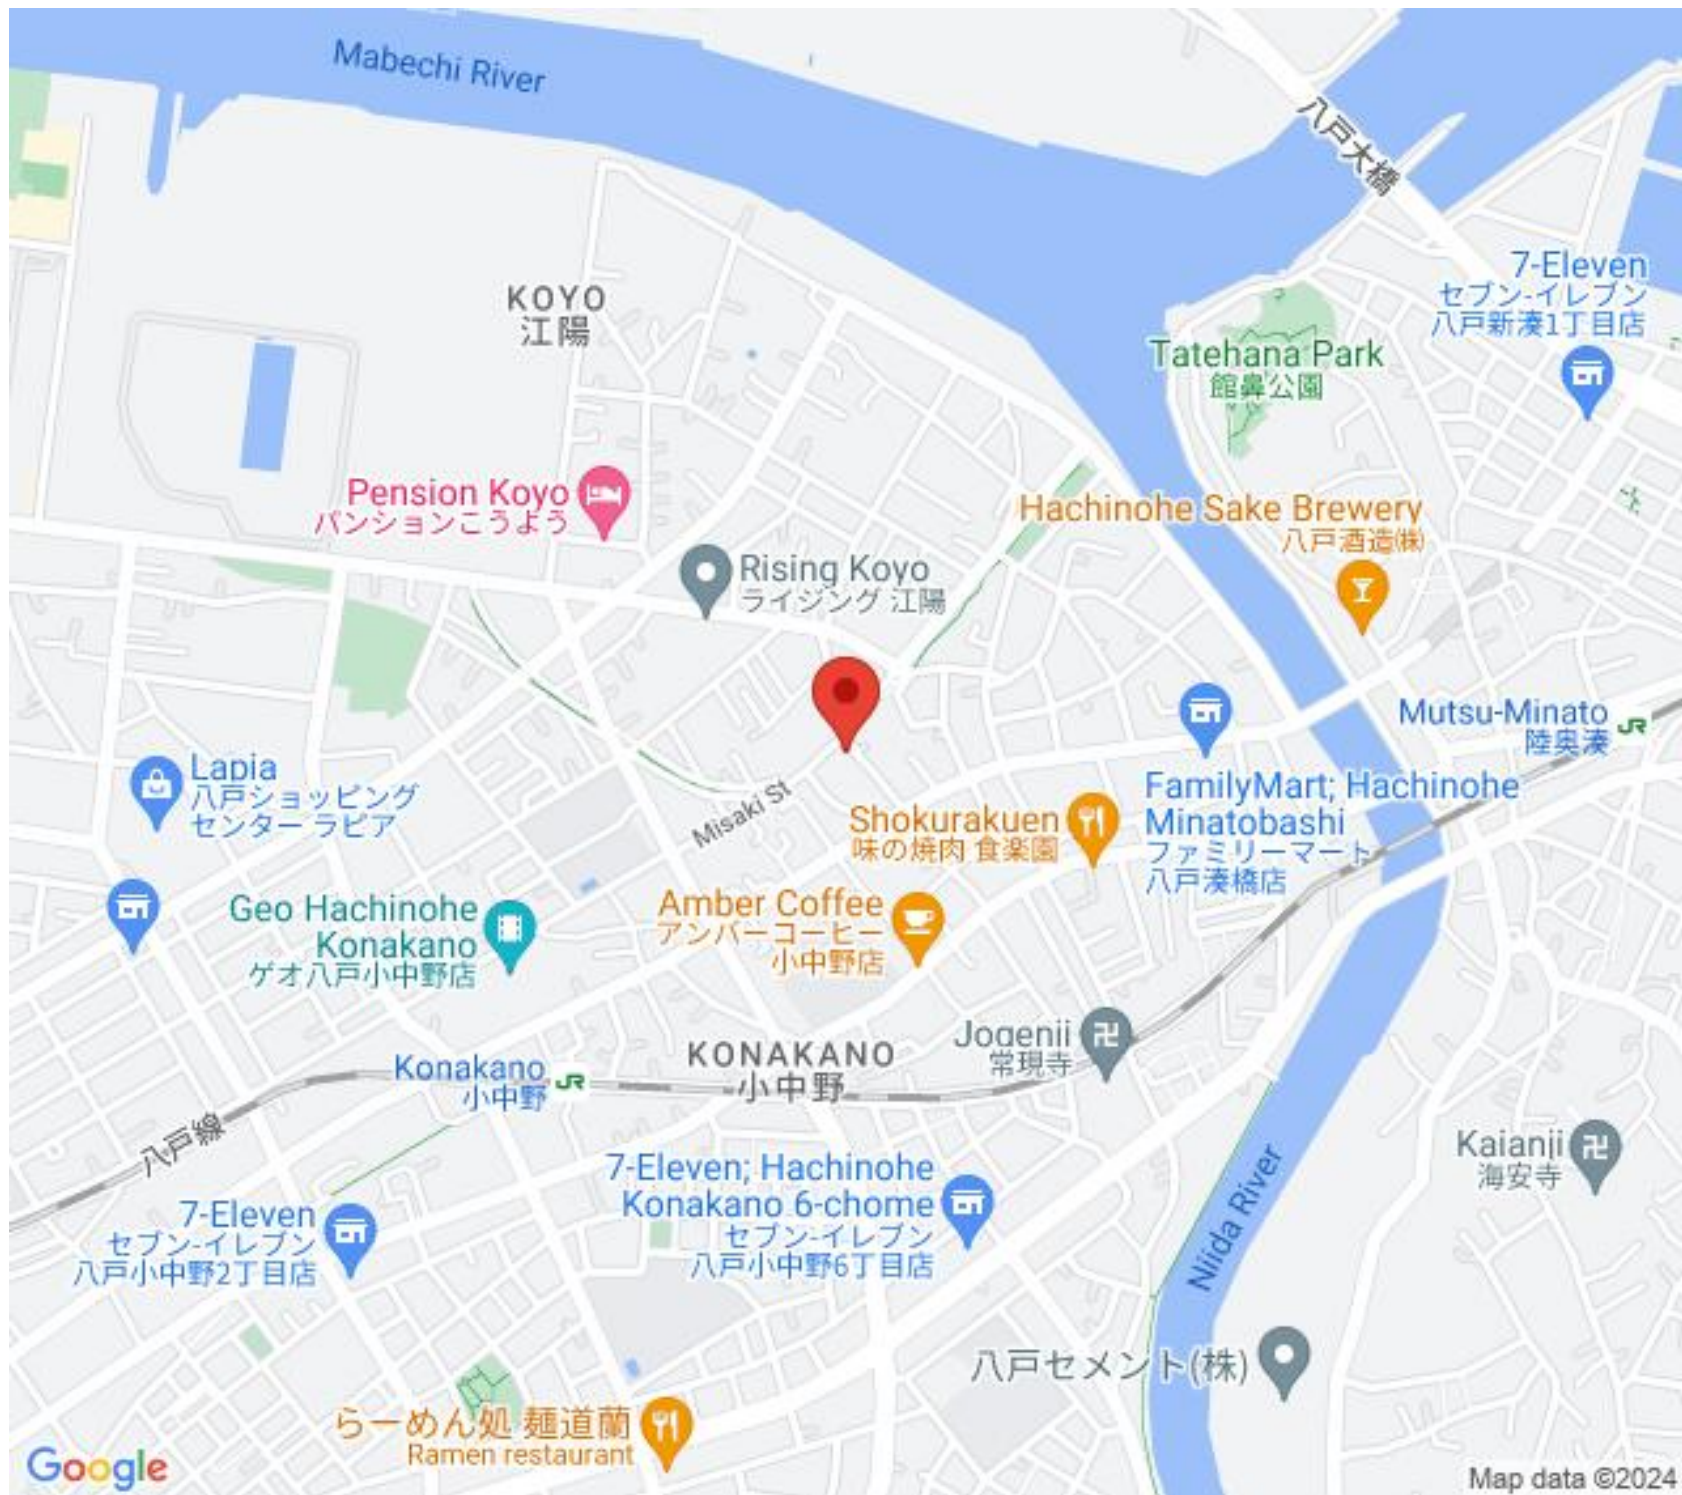 Mabechi River
八戸大橋
7-Eleven
セブン-イレブン
八戸新湊1丁目店
KOYO
江陽
Tatehana Park
館鼻公園
Pension Koyo
パンションこうよう
Hachinohe Sake Brewery
八戸酒造㈱
Rising Koyo
ライジング 江陽
Mutsu-Minato
陸奥湊
JR
Lapia
八戸ショッピング
センター ラピア
Misaki St
FamilyMart; Hachinohe
Minatobashi
ファミリーマート
八戸湊橋店
Shokurakuen
味の焼肉 食楽園
Geo Hachinohe
Konakano
ゲオ八戸小中野店
Amber Coffee
アンバーコーヒー
小中野店
Jogenji
常現寺
KONAKANO
小中野
Konakano
小中野
JR
八戸線
Kaianji
海安寺
7-Eleven; Hachinohe
Konakano 6-chome
セブン-イレブン
八戸小中野6丁目店
7-Eleven
セブン-イレブン
八戸小中野2丁目店
Niida River
八戸セメント(株)
らーめん処 麺道蘭
Ramen restaurant
Google
Map data ©2024